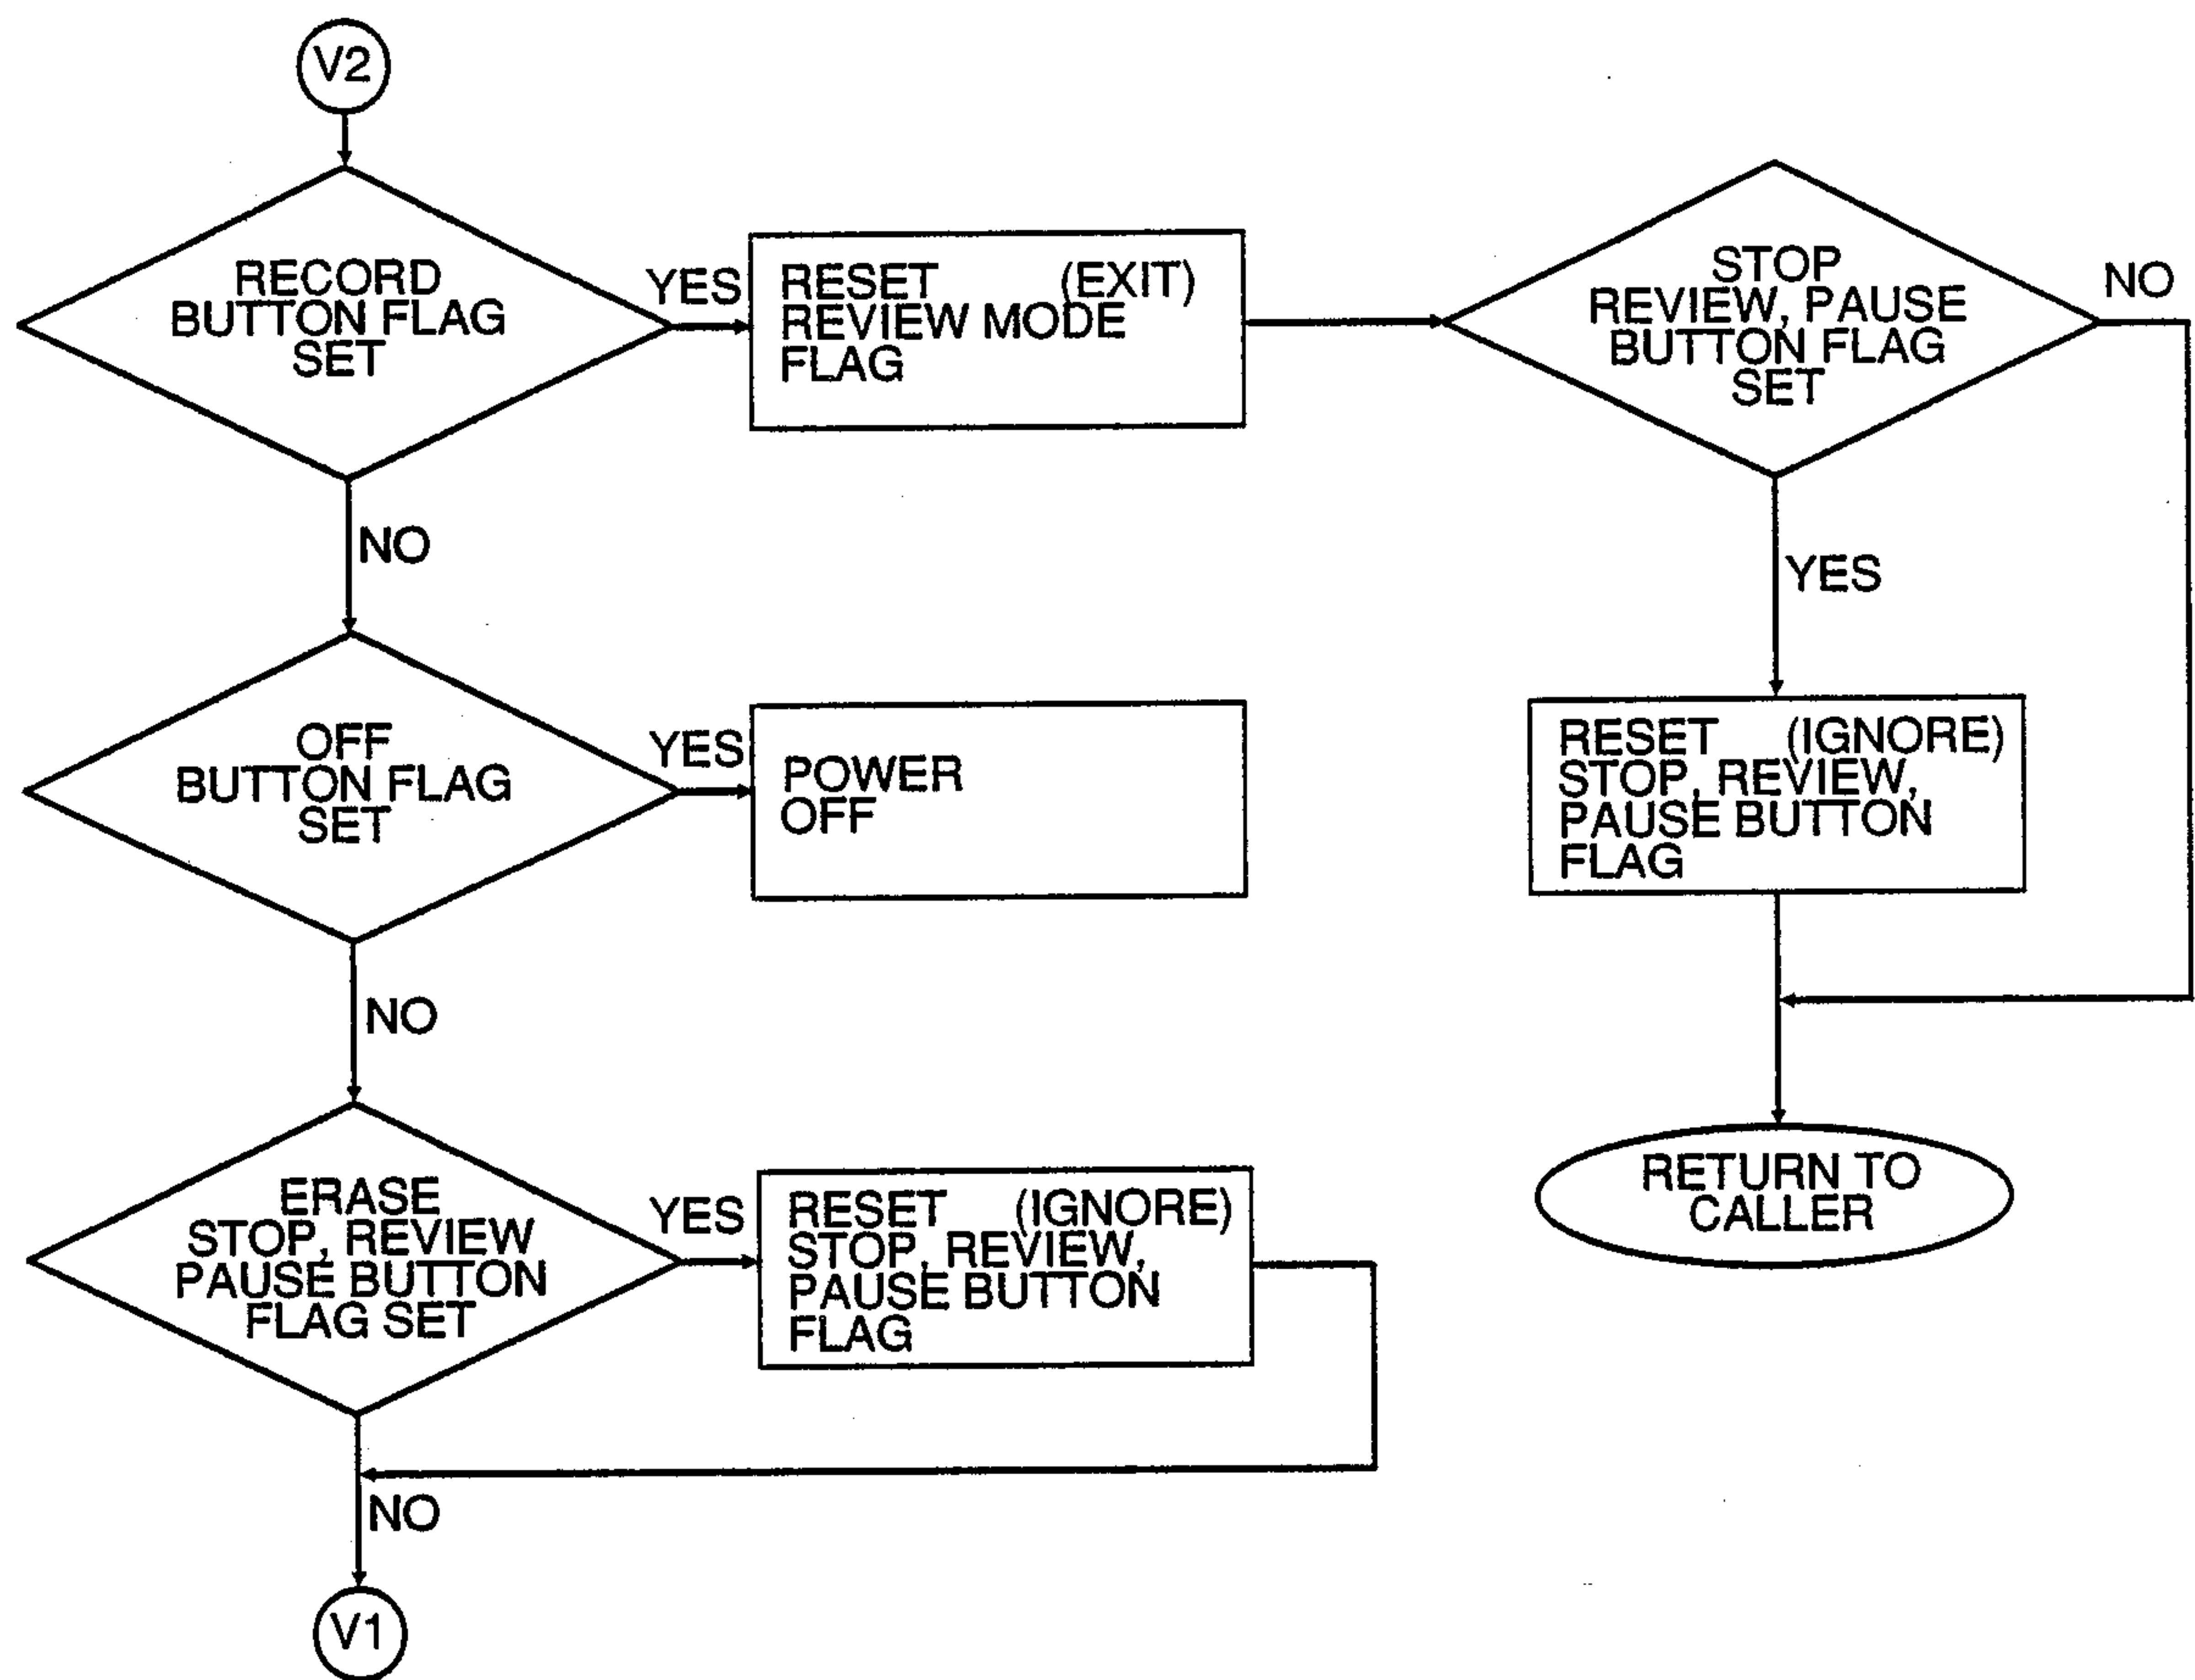 V2
RECORD
BUTTON FLAG
SET
YES
RESET (EXIT)
REVIEW MODE
FLAG
STOP
REVIEW, PAUSE
BUTTON FLAG
SET
NO
NO
YES
OFF
BUTTON FLAG
SET
YES
POWER
OFF
RESET (IGNORE)
STOP, REVIEW,
PAUSE BUTTON
FLAG
NO
ERASE
STOP, REVIEW
PAUSE BUTTON
FLAG SET
YES
RESET (IGNORE)
STOP, REVIEW,
PAUSE BUTTON
FLAG
RETURN TO
CALLER
NO
V1